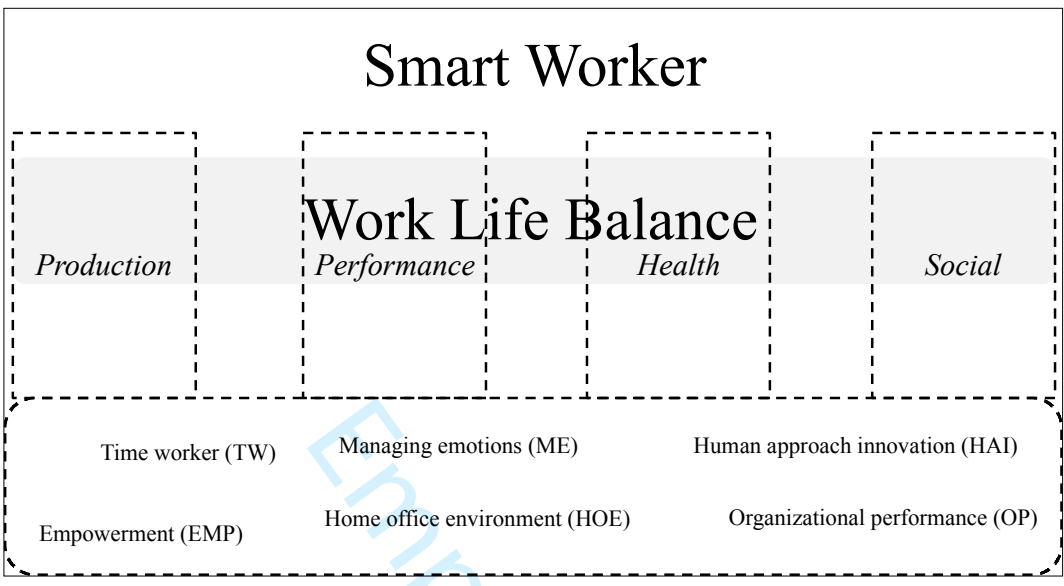 Smart Worker
Work Life Balance
Production Performance Health Social
Time worker (TW) Managing emotions (ME) Human approach innovation (HAI)
Empowerment (EMP) Home office environment (HOE) Organizational performance (OP)